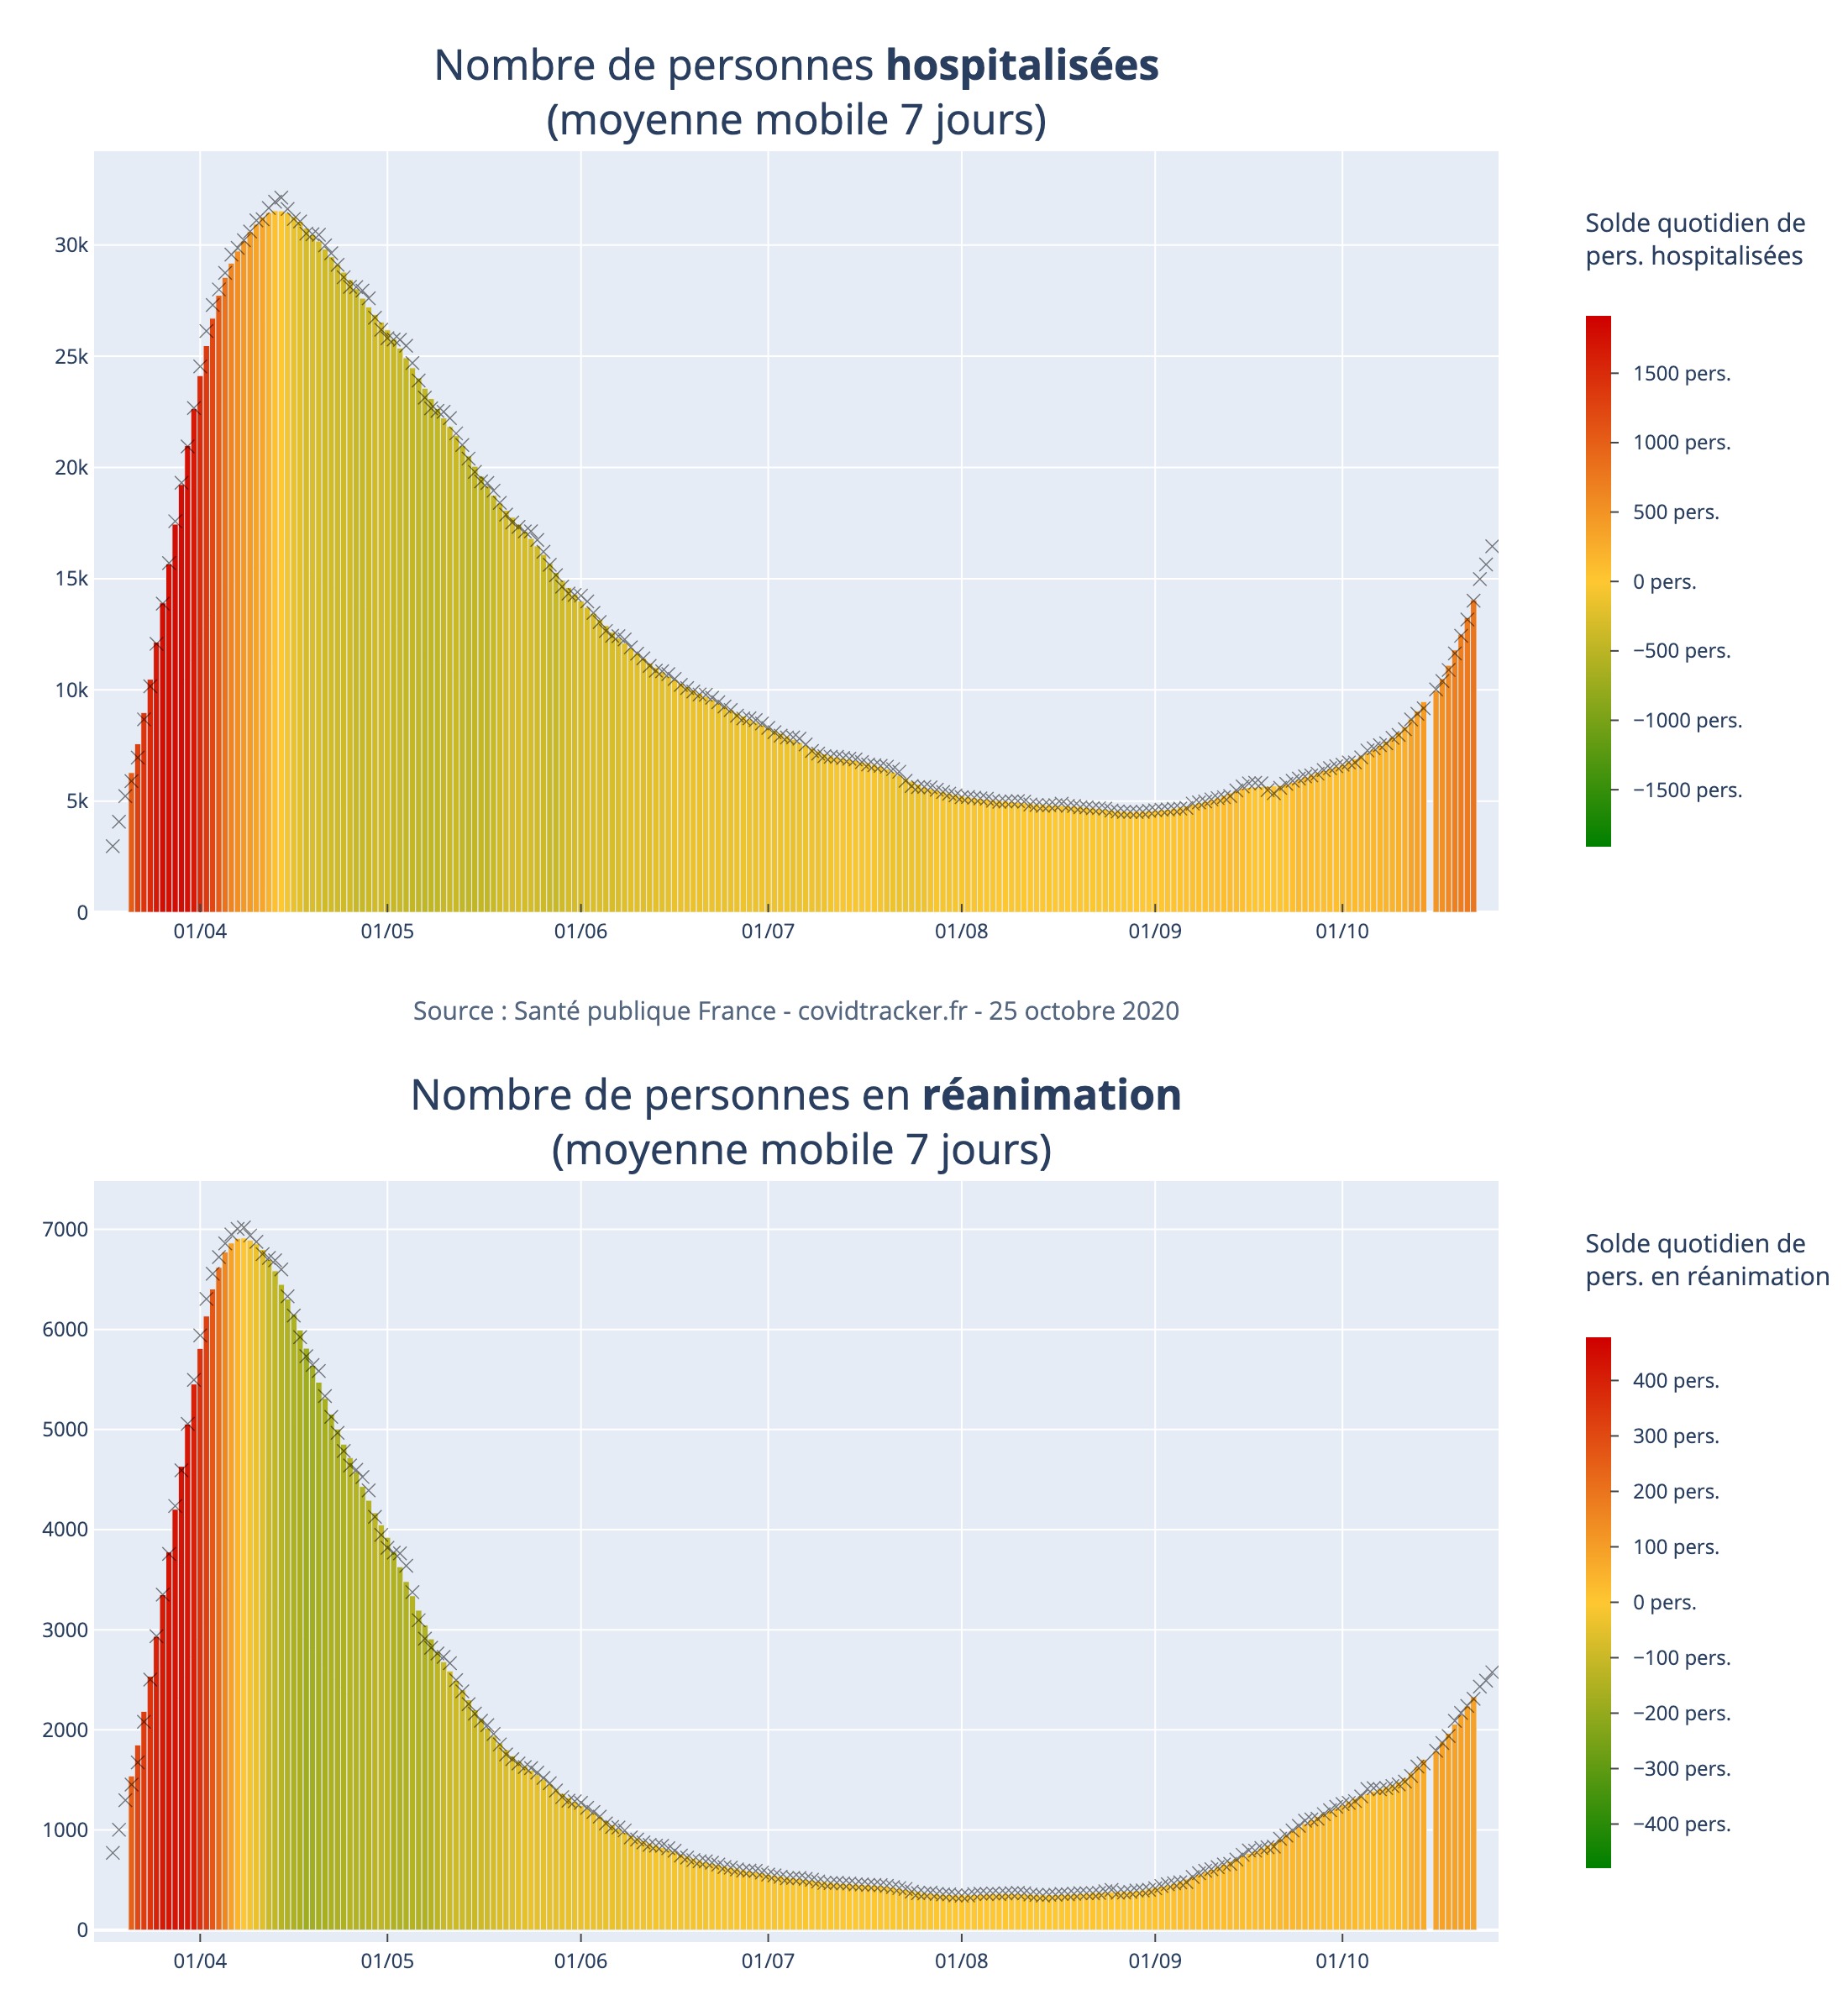 Nombre de personnes hospitalisées
(moyenne mobile 7 jours)
Solde quotidien de
pers. hospitalisées
30k
25k
20k
15k
10k
5k
0
1500 pers.
1000 pers.
500 pers.
0 pers.
−500 pers.
−1000 pers.
−1500 pers.
01/04 01/05 01/06 01/07 01/08 01/09 01/10
Source : Santé publique France - covidtracker.fr - 25 octobre 2020
Nombre de personnes en réanimation
(moyenne mobile 7 jours)
Solde quotidien de
pers. en réanimation
7000
6000
5000
4000
3000
2000
1000
0
400 pers.
300 pers.
200 pers.
100 pers.
0 pers.
−100 pers.
−200 pers.
−300 pers.
−400 pers.
01/04 01/05 01/06 01/07 01/08 01/09 01/10